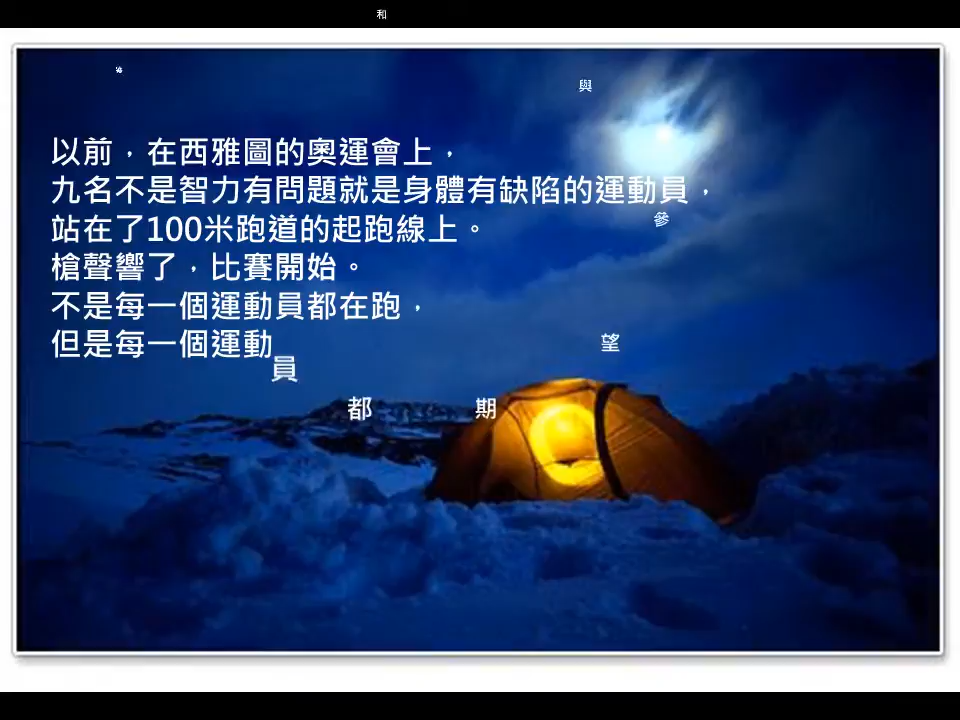 以前，在西雅圖的奧運會上，
九名不是智力有問題就是身體有缺陷的運動員，
站在了100米跑道的起跑線上。
槍聲響了，比賽開始。
不是每一個運動員都在跑，
但是每一個運動員都期望參與和